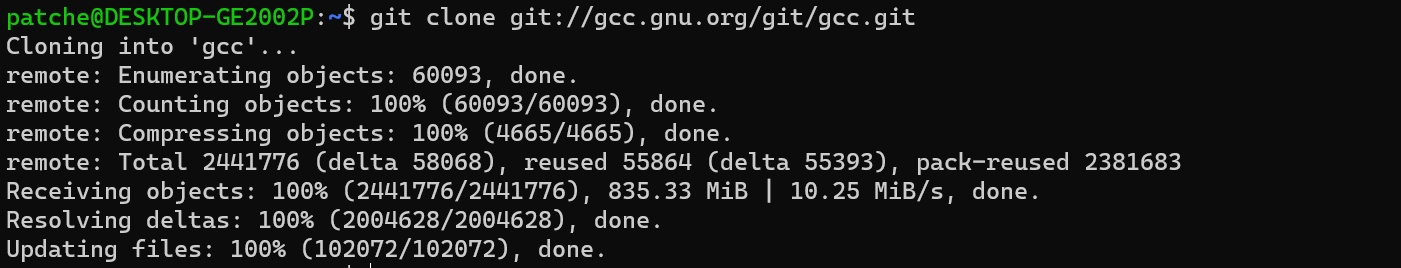 patche@DESKTOP-GE2002P:~$ git clone git://gcc.gnu.org/git/gcc.git
Cloning into 'gcc'...
remote: Enumerating objects: 60093, done.
remote: Counting objects: 100% (60093/60093), done.
remote: Compressing objects: 100% (4665/4665), done.
remote: Total 2441776 (delta 58068), reused 55864 (delta 55393), pack-reused 2381683
Receiving objects: 100% (2441776/2441776), 835.33 MiB | 10.25 MiB/s, done.
Resolving deltas: 100% (2004628/2004628), done.
Updating files: 100% (102072/102072), done.